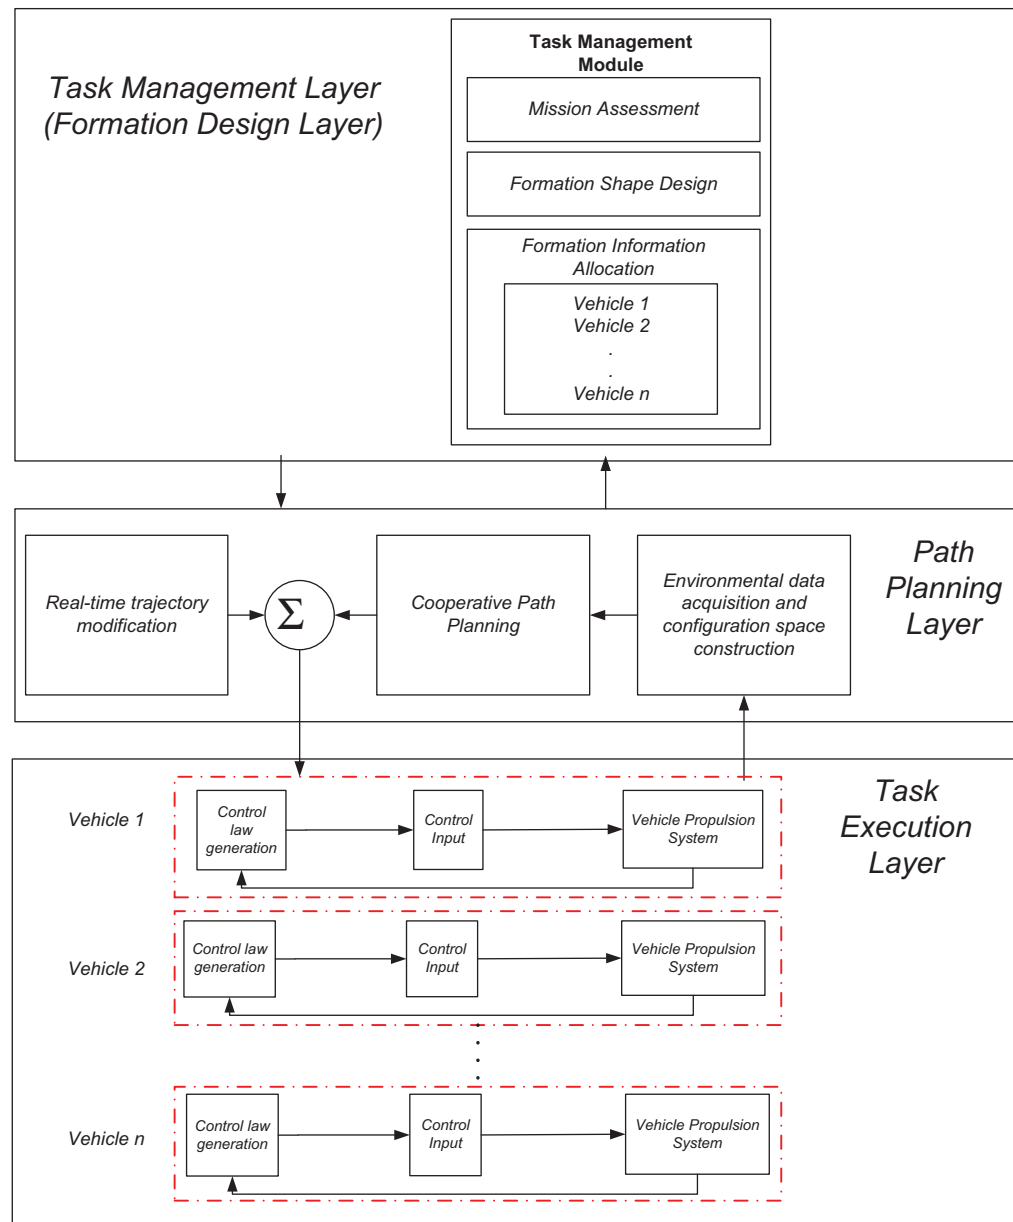 Task Management Layer
(Formation Design Layer)
Task Management
Module
Mission Assessment
Formation Shape Design
Formation Information
Allocation
Vehicle 1
Vehicle 2
.
.
Vehicle n
Real-time trajectory
modification
Σ
Cooperative Path
Planning
Environmental data
acquisition and
configuration space
construction
Path
Planning
Layer
Task
Execution
Layer
Vehicle 1
Control
law
generation
Control
Input
Vehicle Propulsion
System
Vehicle 2
Control law
generation
Control
Input
Vehicle Propulsion
System
.
.
.
.
Vehicle n
Control law
generation
Control
Input
Vehicle Propulsion
System